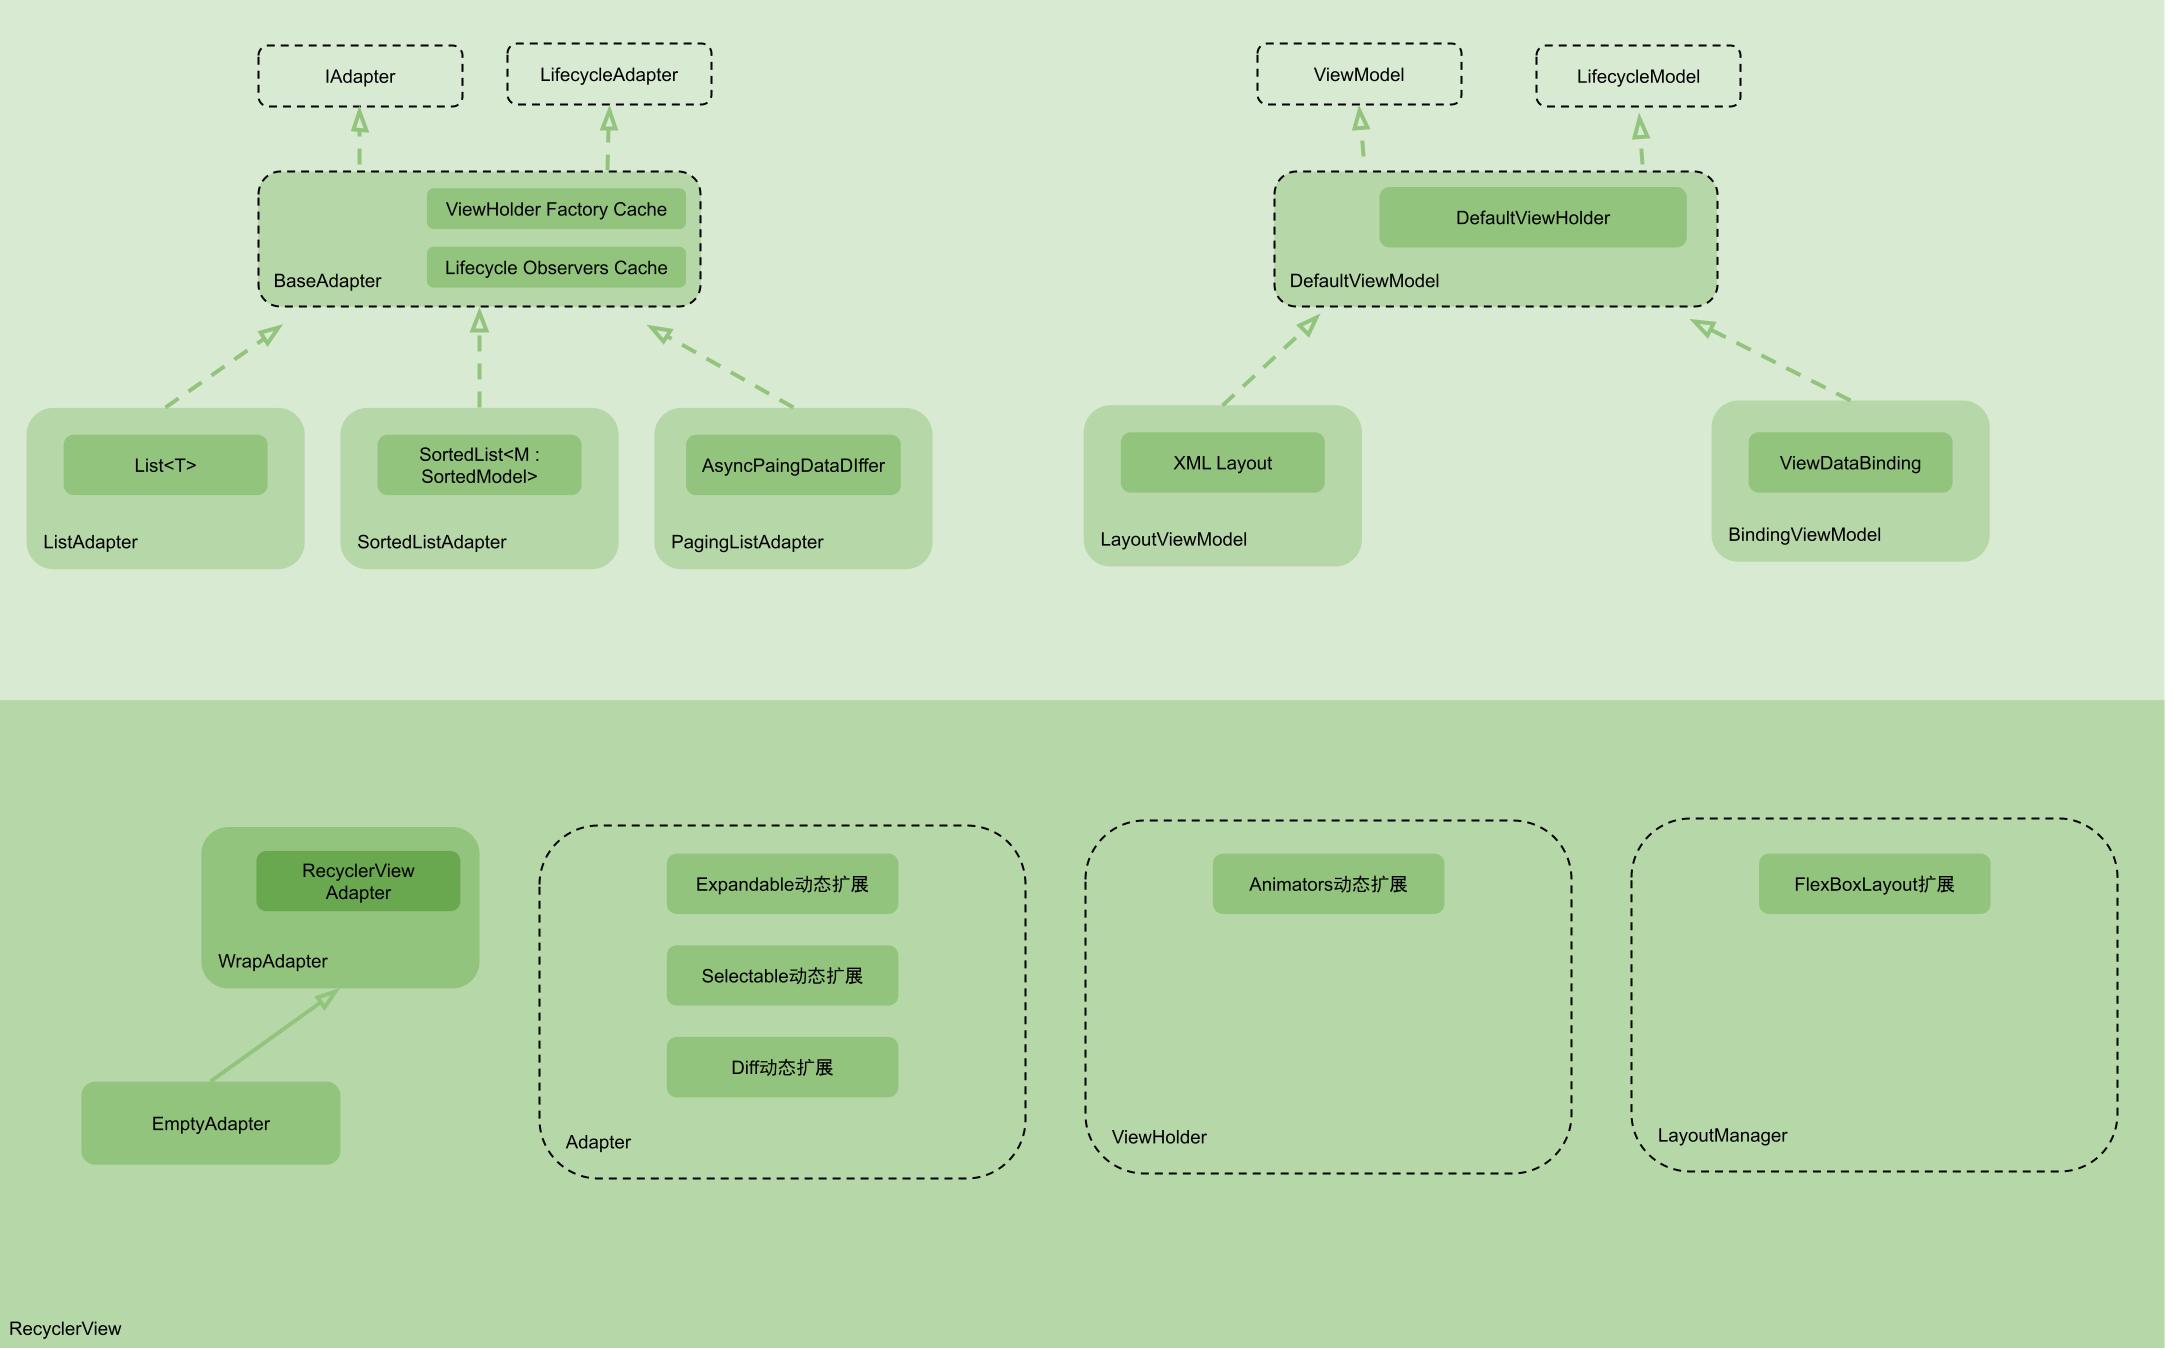 IAdapter
LifecycleAdapter
ViewModel
LifecycleModel
ViewHolder Factory Cache
Lifecycle Observers Cache
BaseAdapter
DefaultViewHolder
DefaultViewModel
List<T>
ListAdapter
SortedList<M :
SortedModel>
SortedListAdapter
AsyncPaingDataDIffer
PagingListAdapter
XML Layout
LayoutViewModel
ViewDataBinding
BindingViewModel
RecyclerView
Adapter
WrapAdapter
EmptyAdapter
Expandable动态扩展
Selectable动态扩展
Diff动态扩展
Adapter
Animators动态扩展
ViewHolder
FlexBoxLayout扩展
LayoutManager
RecyclerView